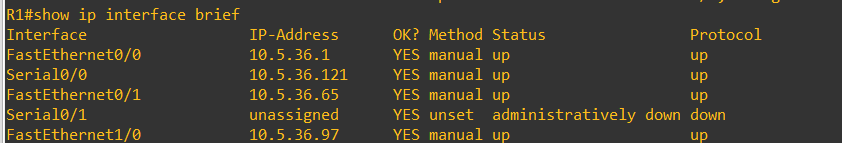 R1#show ip interface brief
Interface                  IP-Address      OK? Method Status                Protocol
FastEthernet0/0            10.5.36.1       YES manual up                    up
Serial0/0                  10.5.36.121     YES manual up                    up
FastEthernet0/1            10.5.36.65      YES manual up                    up
Serial0/1                  unassigned      YES unset  administratively down down
FastEthernet1/0            10.5.36.97      YES manual up                    up